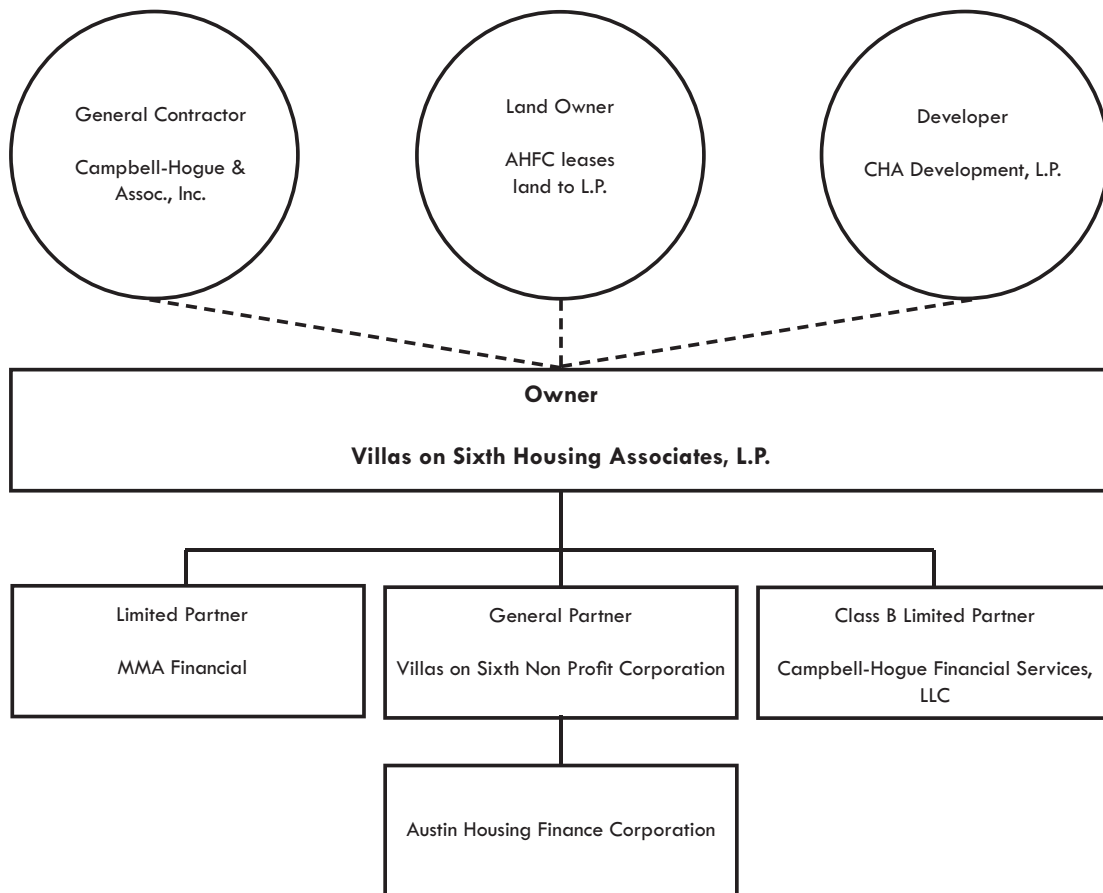 General Contractor
Campbell-Hogue &
Assoc., Inc.
Land Owner
AHFC leases
land to L.P.
Developer
CHA Development, L.P.
Owner
Villas on Sixth Housing Associates, L.P.
Limited Partner
MMA Financial
General Partner
Villas on Sixth Non Profit Corporation
Class B Limited Partner
Campbell-Hogue Financial Services,
LLC
Austin Housing Finance Corporation